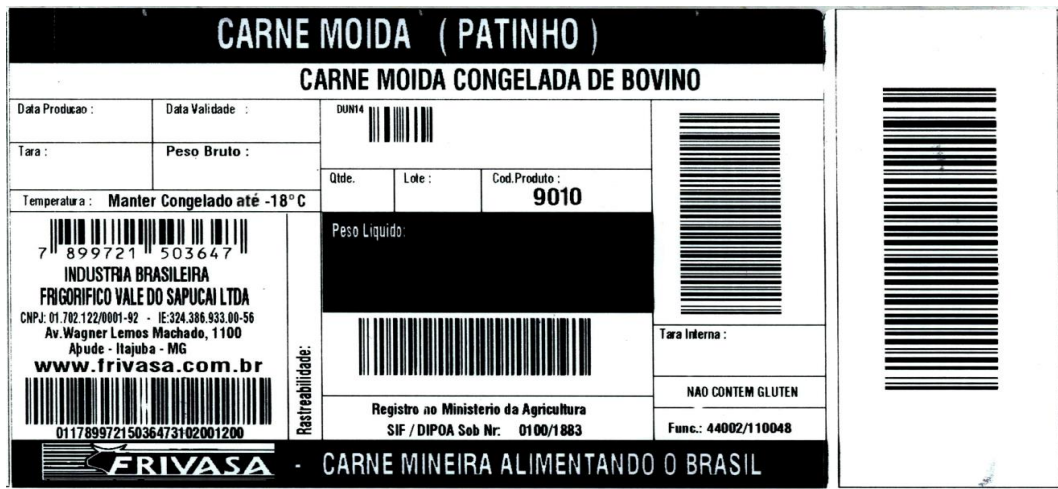 CARNE MOIDA ( PATINHO )
CARNE MOIDA CONGELADA DE BOVINO
Data Producao :
Data Validade :
DUN14
Tara :
Peso Bruto :
Qtde.
Lote :
Cod.Produto :
9010
Temperatura : Manter Congelado até -18°C
Peso Liquido:
7 899721 503647
INDUSTRIA BRASILEIRA
FRIGORIFICO VALE DO SAPUCAI LTDA
CNPJ: 01.702.122/0001-92 - IE:324.386.933.00-56
Av.Wagner Lemos Machado, 1100
Açude - Itajuba - MG
www.frivasa.com.br
01178997215036473102001200
Rastreabilidade:
Registro no Ministerio da Agricultura
SIF / DIPOA Sob Nr: 0100/1883
Tara Interna :
NAO CONTEM GLUTEN
Func.: 44002/110048
FRIVASA - CARNE MINEIRA ALIMENTANDO O BRASIL